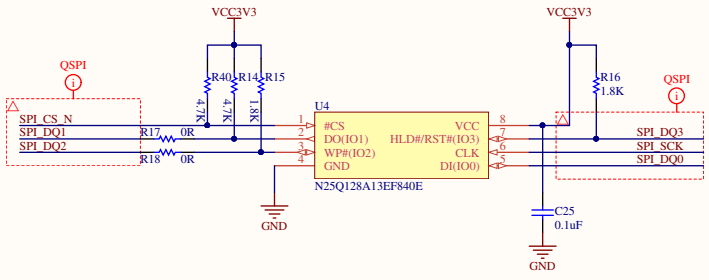 VCC3V3
VCC3V3
QSPI
i
R40
R14
R15
R16
1.8K
QSPI
i
4.7K
4.7K
1.8K
U4
SPI_CS_N
1
#CS
VCC
8
SPI_DQ1
R17
0R
2
DO(IO1)
HLD#/RST#(IO3)
7
SPI_DQ3
SPI_DQ2
3
WP#(IO2)
CLK
6
SPI_SCK
R18
0R
4
GND
DI(IO0)
5
SPI_DQ0
N25Q128A13EF840E
GND
C25
0.1uF
GND